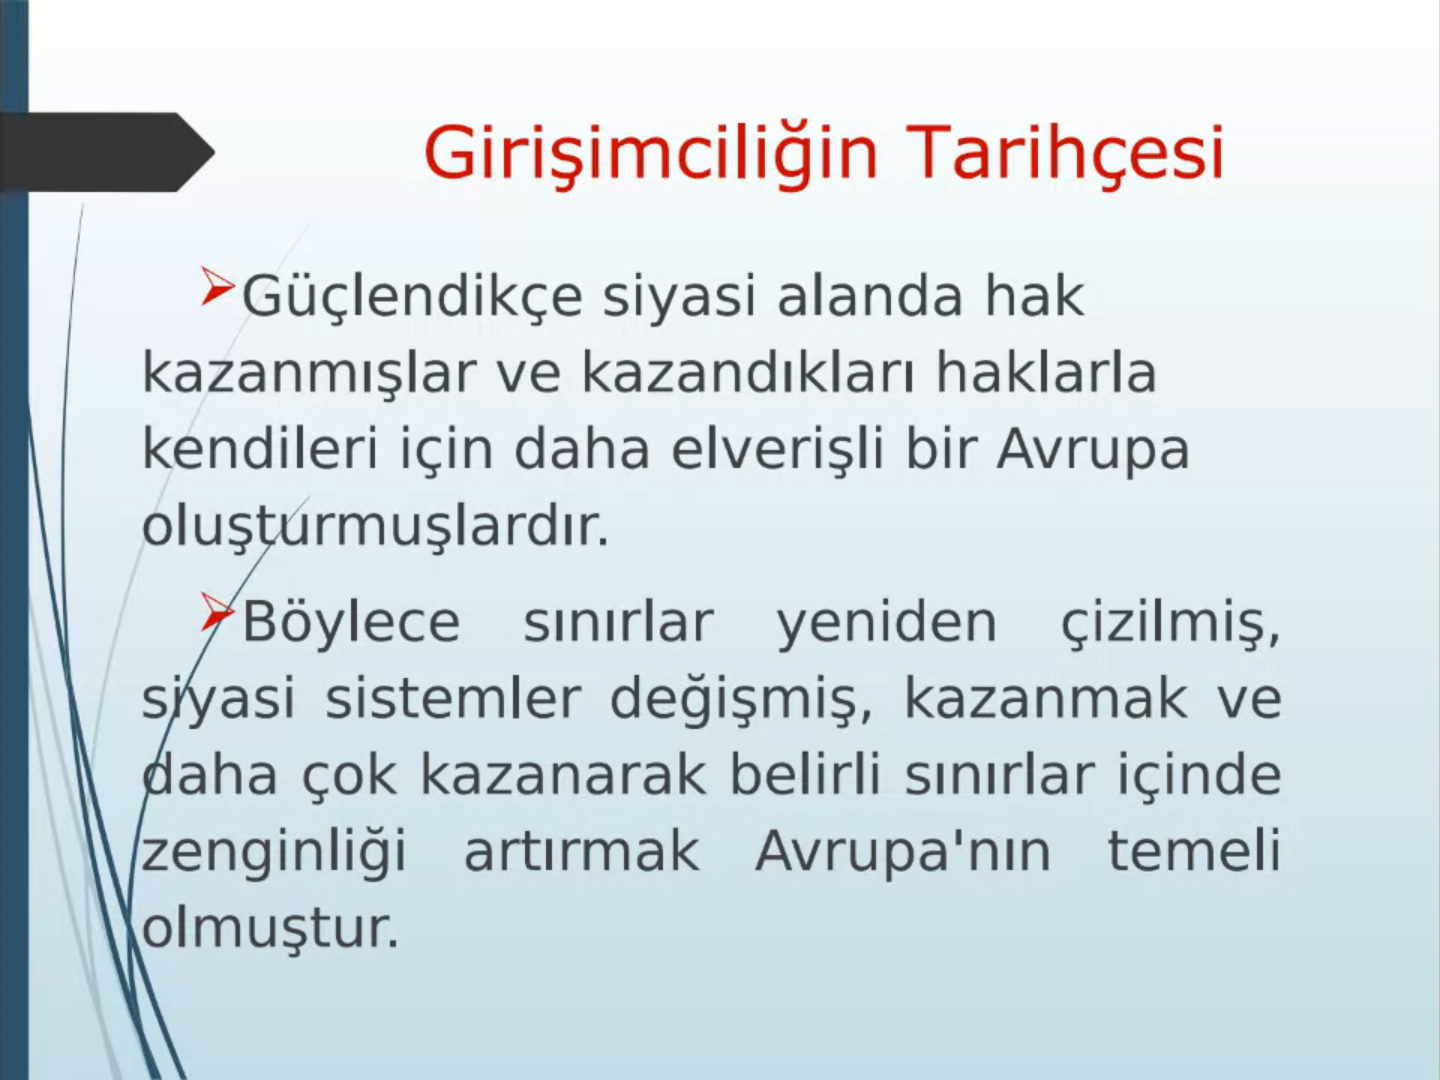 Girişimciliğin Tarihçesi
Güçlendikçe siyasi alanda hak
kazanmışlar ve kazandıkları haklarla
kendileri için daha elverişli bir Avrupa
oluşturmuşlardır.
Böylece sınırlar yeniden çizilmiş,
siyasi sistemler değişmiş, kazanmak ve
daha çok kazanarak belirli sınırlar içinde
zenginliği artırmak Avrupa'nın temeli
olmuştur.